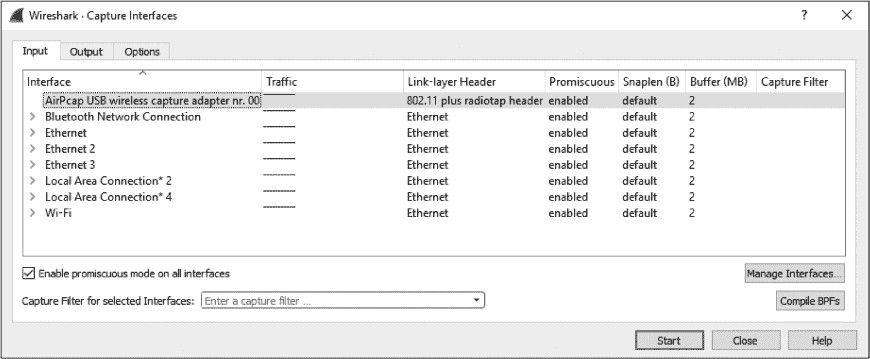 Wireshark · Capture Interfaces
Input Output Options
Interface Traffic Link-layer Header Promiscuous Snaplen (B) Buffer (MB) Capture Filter
AirPcap USB wireless capture adapter nr. 00 802.11 plus radiotap header enabled default 2
Bluetooth Network Connection Ethernet enabled default 2
Ethernet Ethernet enabled default 2
Ethernet 2 Ethernet enabled default 2
Ethernet 3 Ethernet enabled default 2
Local Area Connection* 2 Ethernet enabled default 2
Local Area Connection* 4 Ethernet enabled default 2
Wi-Fi Ethernet enabled default 2
Enable promiscuous mode on all interfaces Manage Interfaces...
Capture Filter for selected Interfaces: Enter a capture filter ... Compile BPFs
Start Close Help